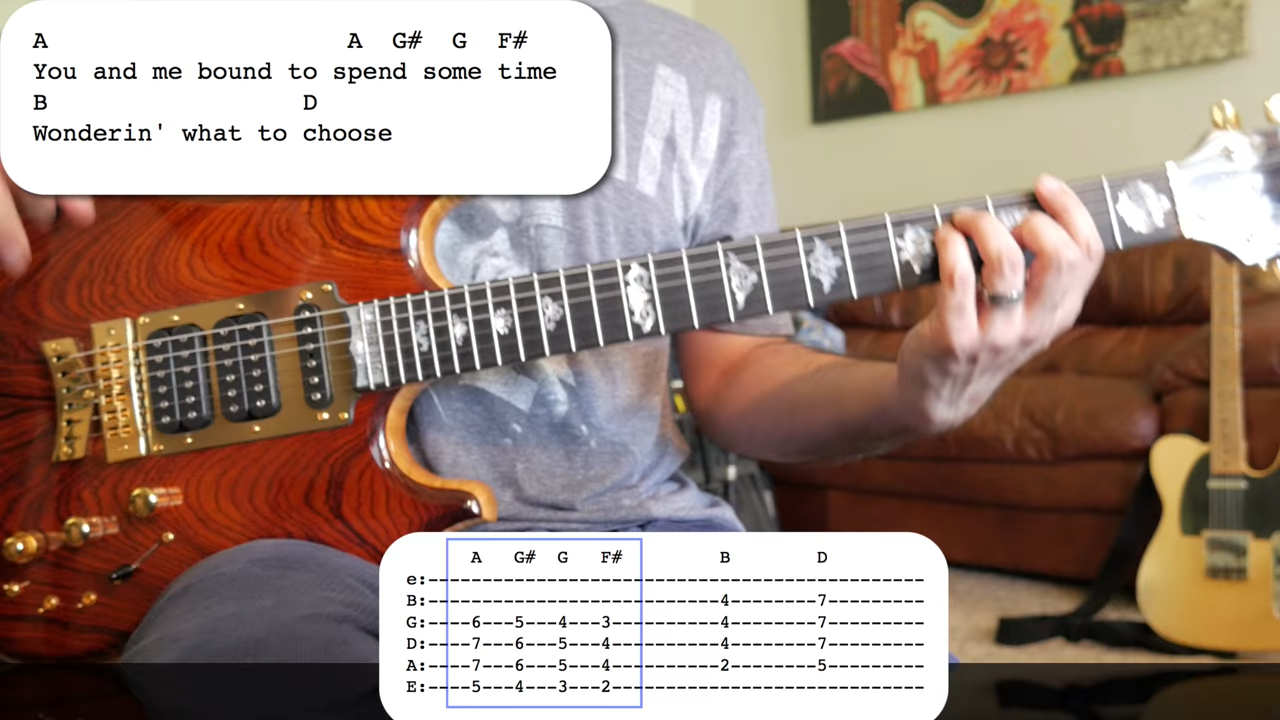 A                    A  G#  G  F#
You and me bound to spend some time
B                 D
Wonderin' what to choose
N
     A   G#  G   F#          B         D
e:---------------------------------------------------
B:------------------------------4---------7----------
G:-----6---5---4---3------------4---------7----------
D:-----7---6---5---4------------4---------7----------
A:-----7---6---5---4------------2---------5----------
E:-----5---4---3---2---------------------------------